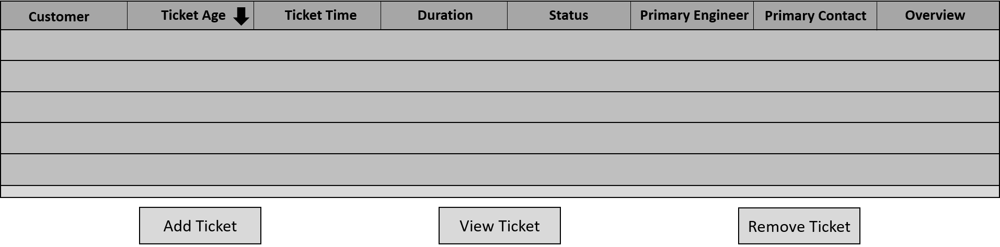 Customer Ticket Age Ticket Time Duration Status Primary Engineer Primary Contact Overview
Add Ticket View Ticket Remove Ticket